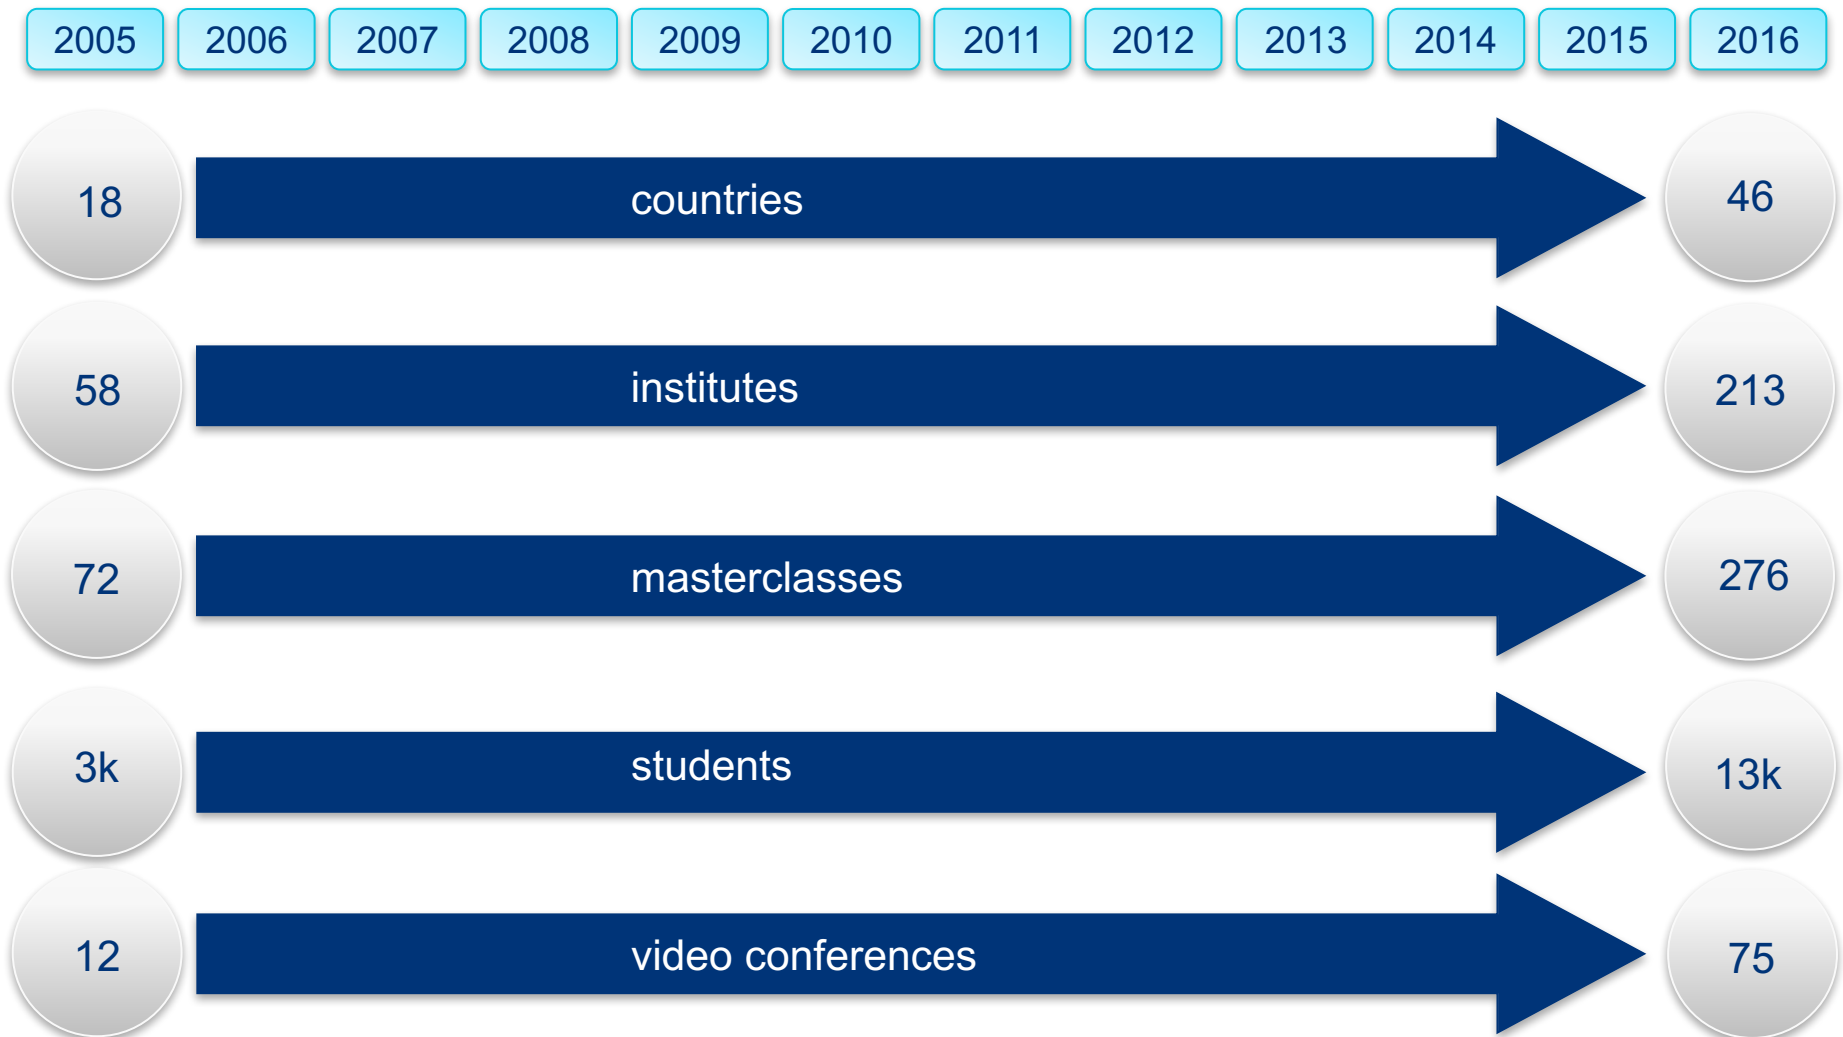 2005 2006 2007 2008 2009 2010 2011 2012 2013 2014 2015 2016
18 countries 46
58 institutes 213
72 masterclasses 276
3k students 13k
12 video conferences 75